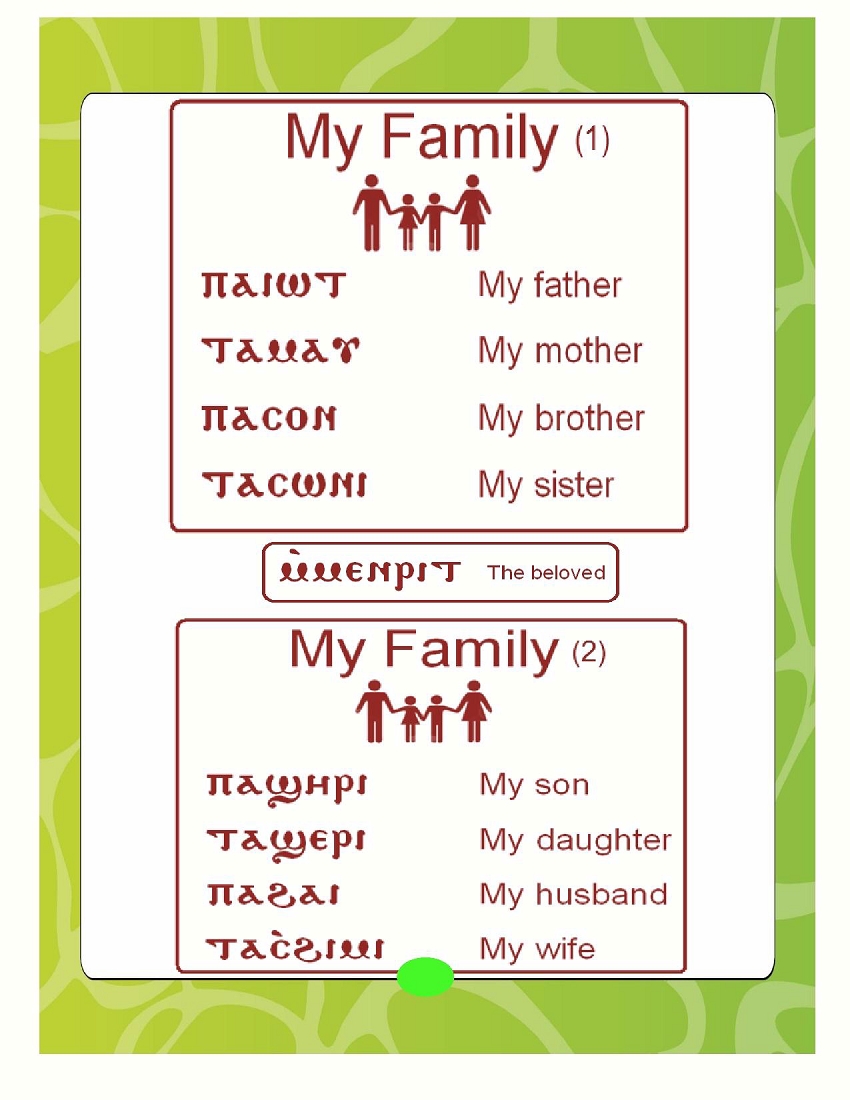 My Family (1)
ⲡⲁⲓⲱⲧ My father
ⲧⲁⲙⲁⲩ My mother
ⲡⲁⲥⲟⲛ My brother
ⲧⲁⲥⲱⲛⲓ My sister
ⲙ̀ⲙⲉⲛⲣⲓⲧ The beloved
My Family (2)
ⲡⲁϣⲏⲣⲓ My son
ⲧⲁϣⲉⲣⲓ My daughter
ⲡⲁϩⲁⲓ My husband
ⲧⲁⲥ̀ϩⲓⲙⲓ My wife